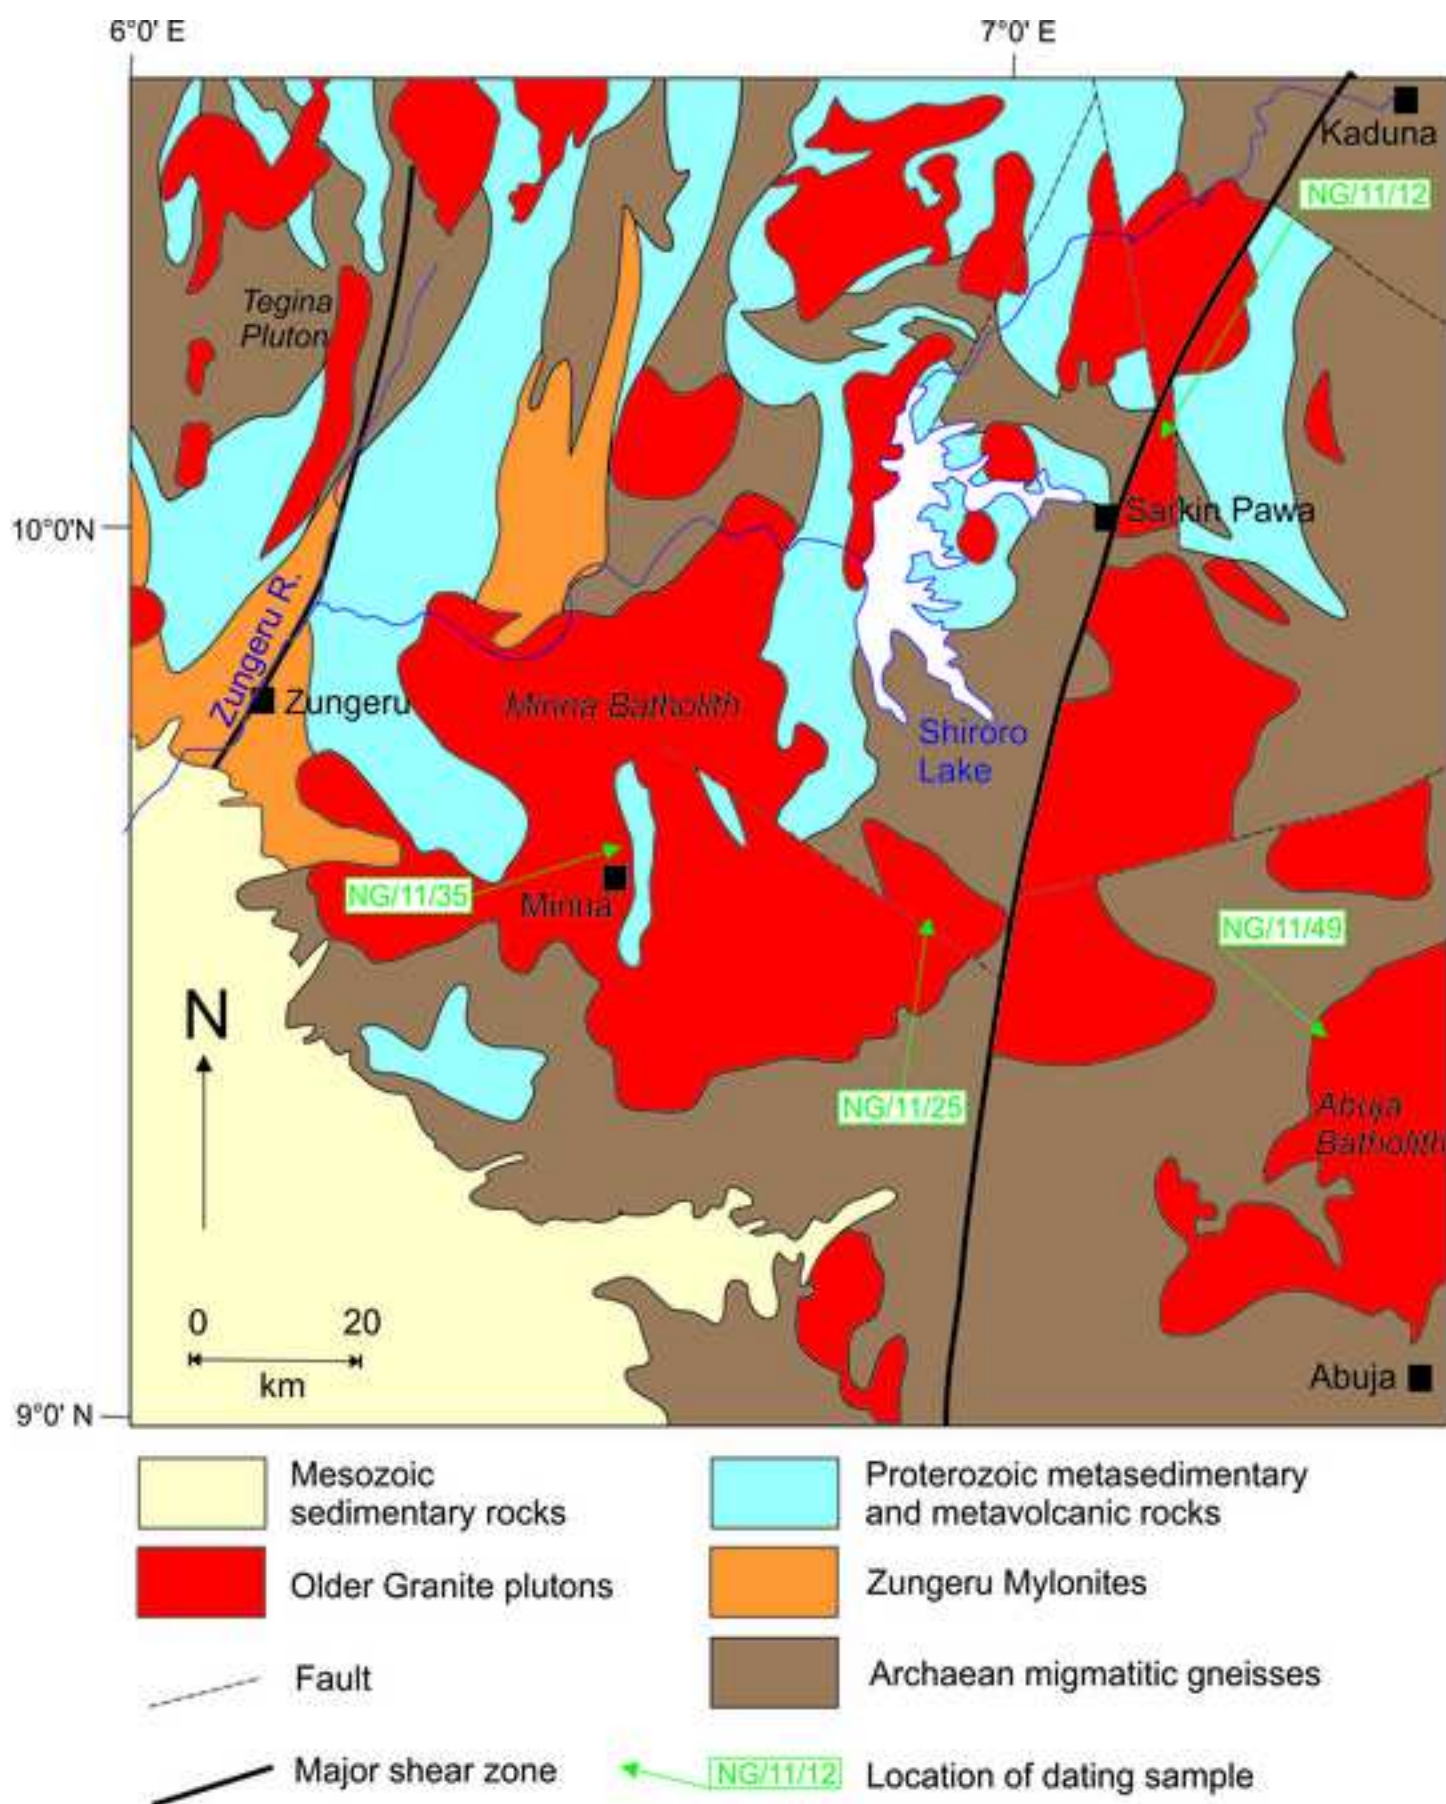 6°0' E
7°0' E
Kaduna
NG/11/12
Tegina
Pluton
10°0'N
Sarkin Pawa
Zungeru R.
Zungeru
Minna Batholith
Shiroro
Lake
NG/11/35
Minna
NG/11/49
N
NG/11/25
Abuja
Batholith
0 20
km
Abuja
9°0' N
Mesozoic
sedimentary rocks
Proterozoic metasedimentary
and metavolcanic rocks
Older Granite plutons
Zungeru Mylonites
Fault
Archaean migmatitic gneisses
Major shear zone
NG/11/12
Location of dating sample